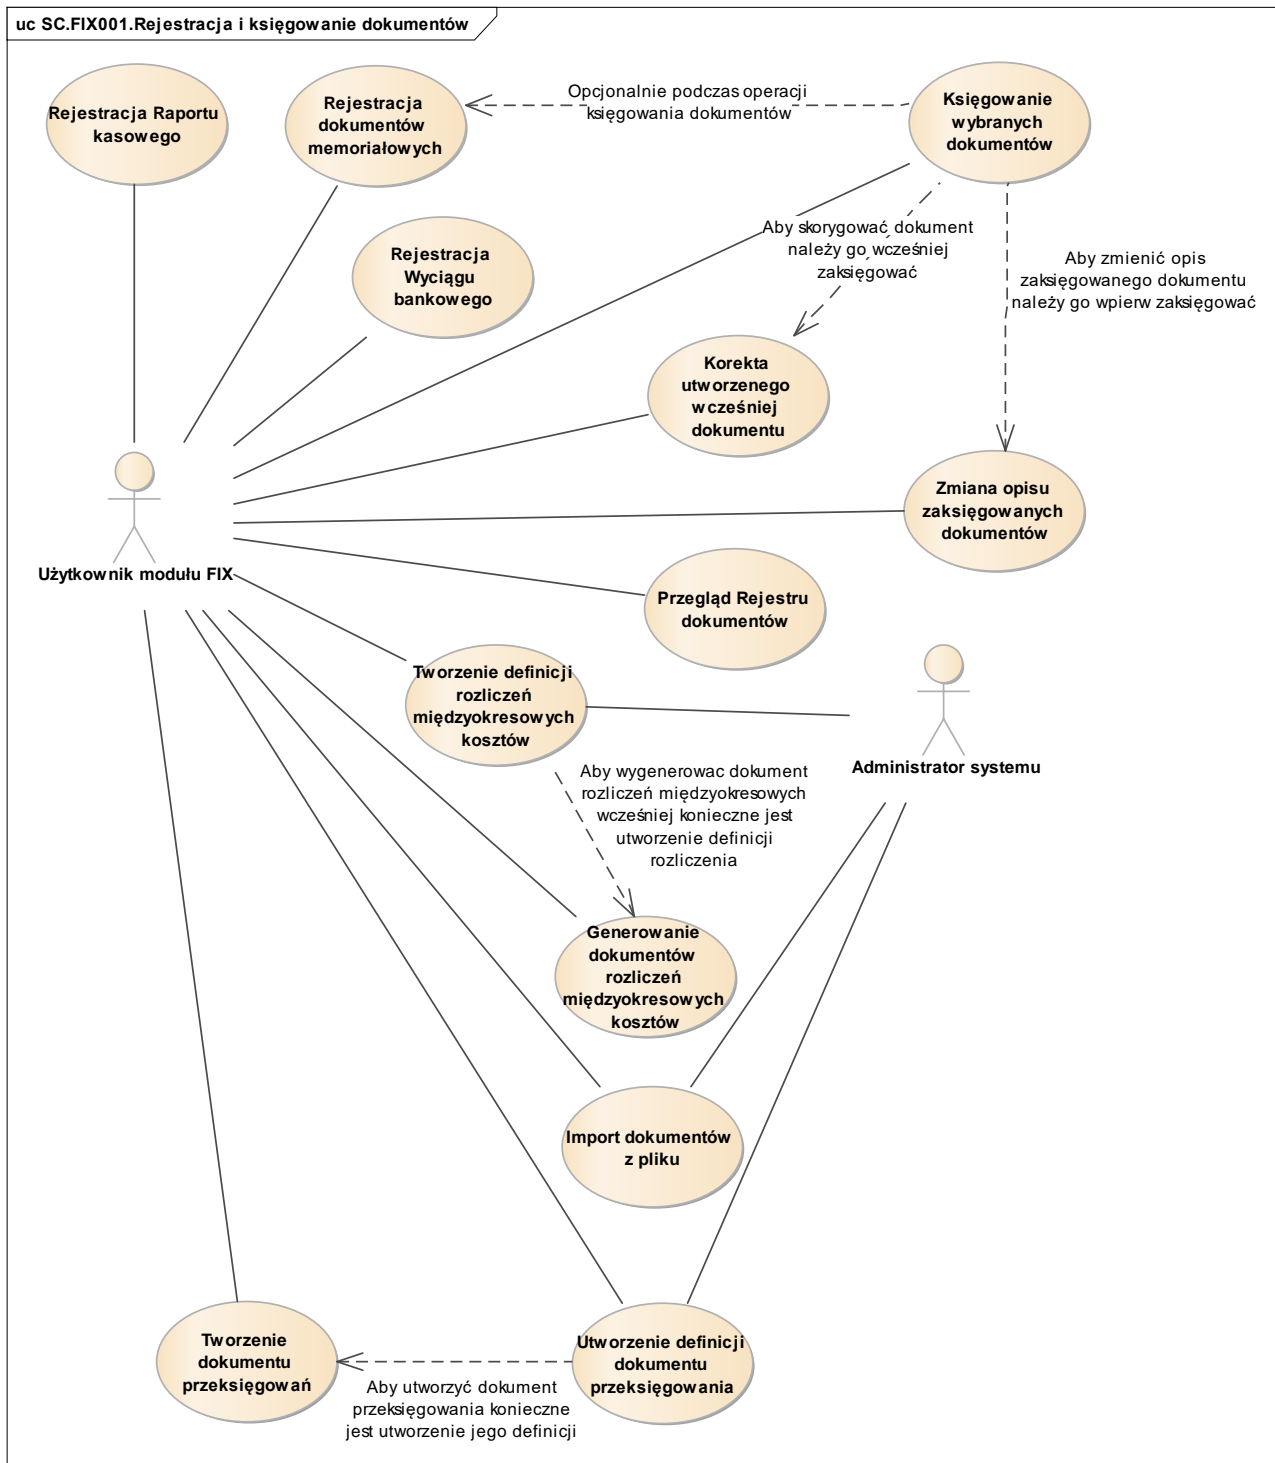 uc SC.FIX001.Rejestracja i księgowanie dokumentów
Rejestracja Raportu
kasowego
Rejestracja
dokumentów
memoriałowych
Opcjonalnie podczas operacji
księgowania dokumentów
Księgowanie
wybranych
dokumentów
Rejestracja
Wyciągu
bankowego
Aby skorygować dokument
należy go wcześniej
zaksięgować
Aby zmienić opis
zaksięgowanego dokumentu
należy go wpierw zaksięgować
Korekta
utworzenego
wcześniej
dokumentu
Zmiana opisu
zaksięgowanych
dokumentów
Użytkownik modułu FIX
Przegląd Rejestru
dokumentów
Tworzenie definicji
rozliczeń
międzyokresowych
kosztów
Administrator systemu
Aby wygenerowac dokument
rozliczeń międzyokresowych
wcześniej konieczne jest
utworzenie definicji
rozliczenia
Generowanie
dokumentów
rozliczeń
międzyokresowych
kosztów
Import dokumentów
z pliku
Tworzenie
dokumentu
przeksięgowań
Aby utworzyć dokument
przeksięgowania konieczne
jest utworzenie jego definicji
Utworzenie definicji
dokumentu
przeksięgowania